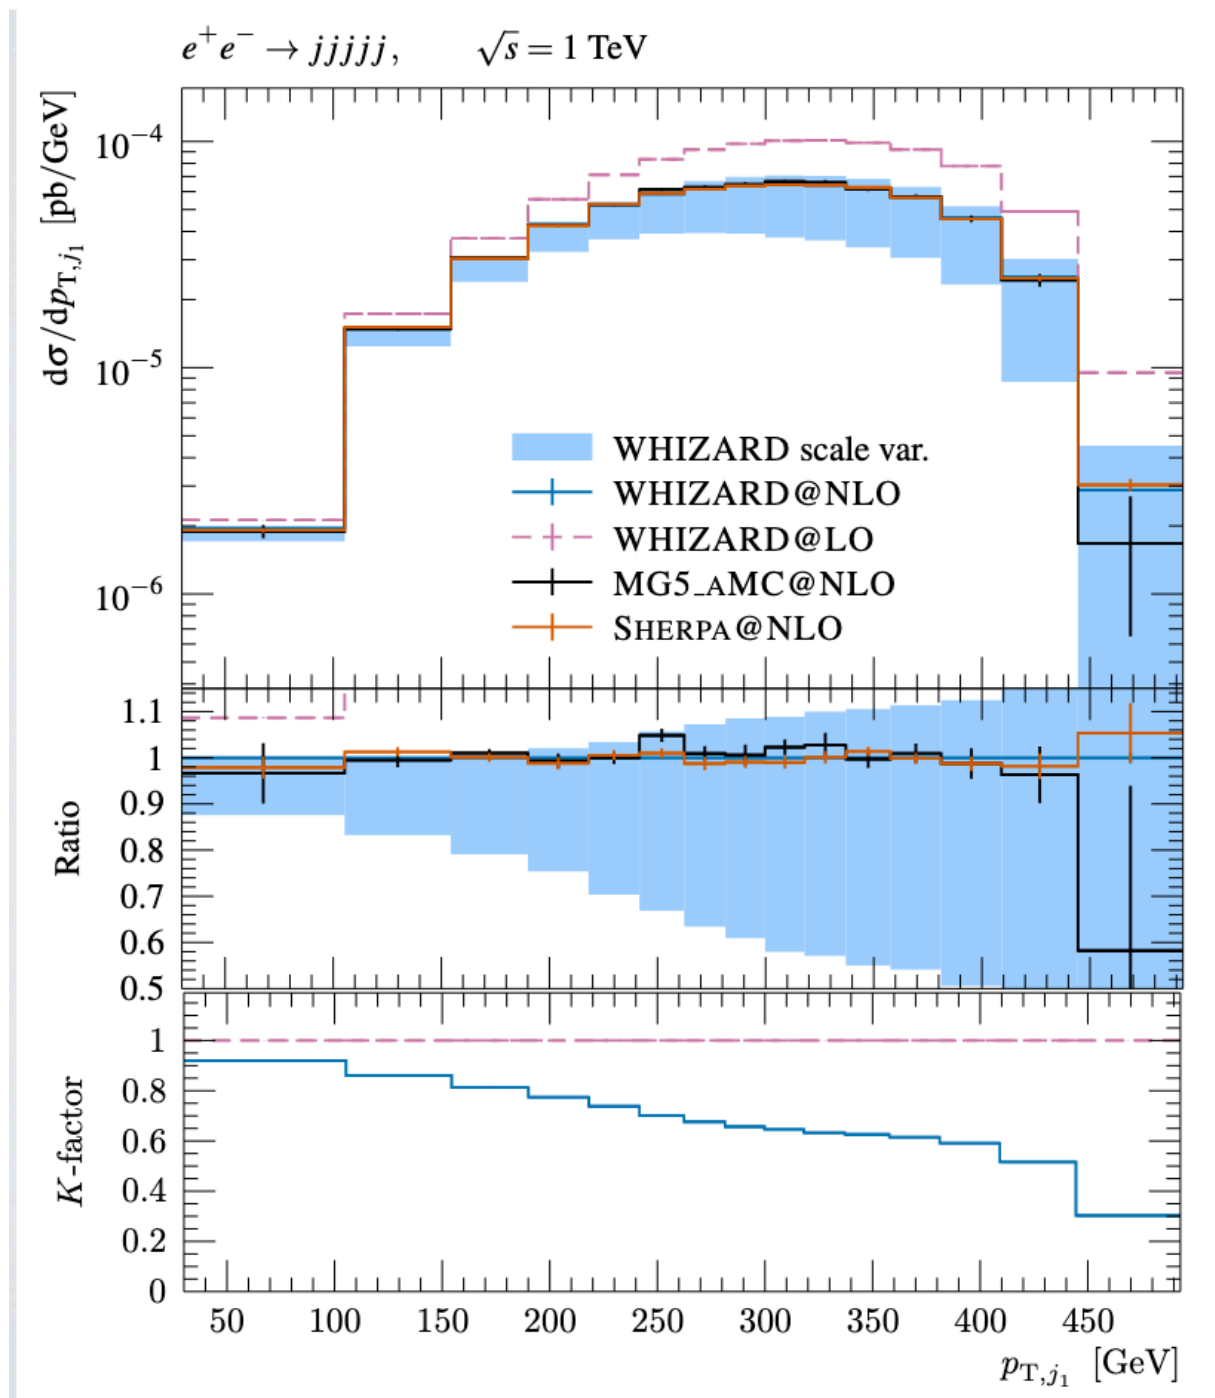 e⁺e⁻ → jjjjj, √s = 1 TeV
dσ/dp_{T,j₁} [pb/GeV]
10⁻⁴
10⁻⁵
10⁻⁶
WHIZARD scale var.
WHIZARD@NLO
WHIZARD@LO
MG5_AMC@NLO
SHERPA@NLO
Ratio
1.1
1
0.9
0.8
0.7
0.6
0.5
K-factor
1
0.8
0.6
0.4
0.2
0
50 100 150 200 250 300 350 400 450
p_{T,j₁} [GeV]